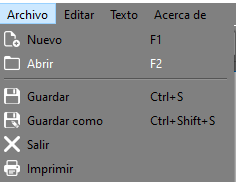 Archivo Editar Texto Acerca de
Nuevo F1
Abrir F2
Guardar Ctrl+S
Guardar como Ctrl+Shift+S
Salir
Imprimir